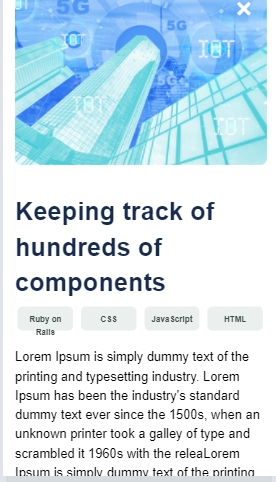 5G
IOT
IOT
5G
IOT
IOT
Keeping track of
hundreds of
components
Ruby on
Rails
CSS
JavaScript
HTML
Lorem Ipsum is simply dummy text of the
printing and typesetting industry. Lorem
Ipsum has been the industry's standard
dummy text ever since the 1500s, when an
unknown printer took a galley of type and
scrambled it 1960s with the releaLorem
Ipsum is simply dummy text of the printing